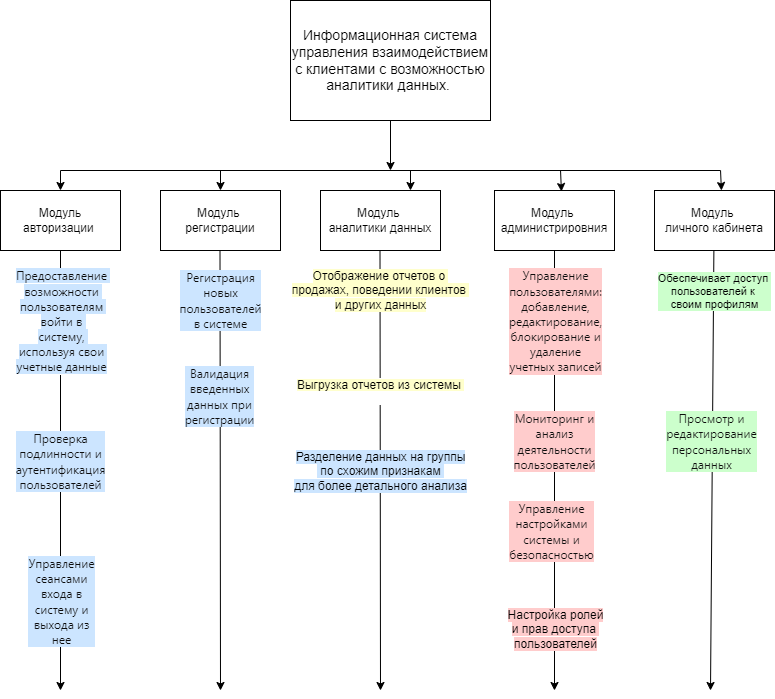 Информационная система
управления взаимодействием
с клиентами с возможностью
аналитики данных.
Модуль
авторизации
Предоставление
возможности
пользователям
войти в
систему,
используя свои
учетные данные
Проверка
подлинности и
аутентификация
пользователей
Управление
сеансами
входа в
систему и
выхода из
нее
Модуль
регистрации
Регистрация
новых
пользователей
в системе
Валидация
введенных
данных при
регистрации
Модуль
аналитики данных
Отображение отчетов о
продажах, поведении клиентов
и других данных
Выгрузка отчетов из системы
Разделение данных на группы
по схожим признакам
для более детального анализа
Модуль
администрировния
Управление
пользователями:
добавление,
редактирование,
блокирование и
удаление
учетных записей
Мониторинг и
анализ
деятельности
пользователей
Управление
настройками
системы и
безопасностью
Настройка ролей
и прав доступа
пользователей
Модуль
личного кабинета
Обеспечивает доступ
пользователей к
своим профилям
Просмотр и
редактирование
персональных
данных